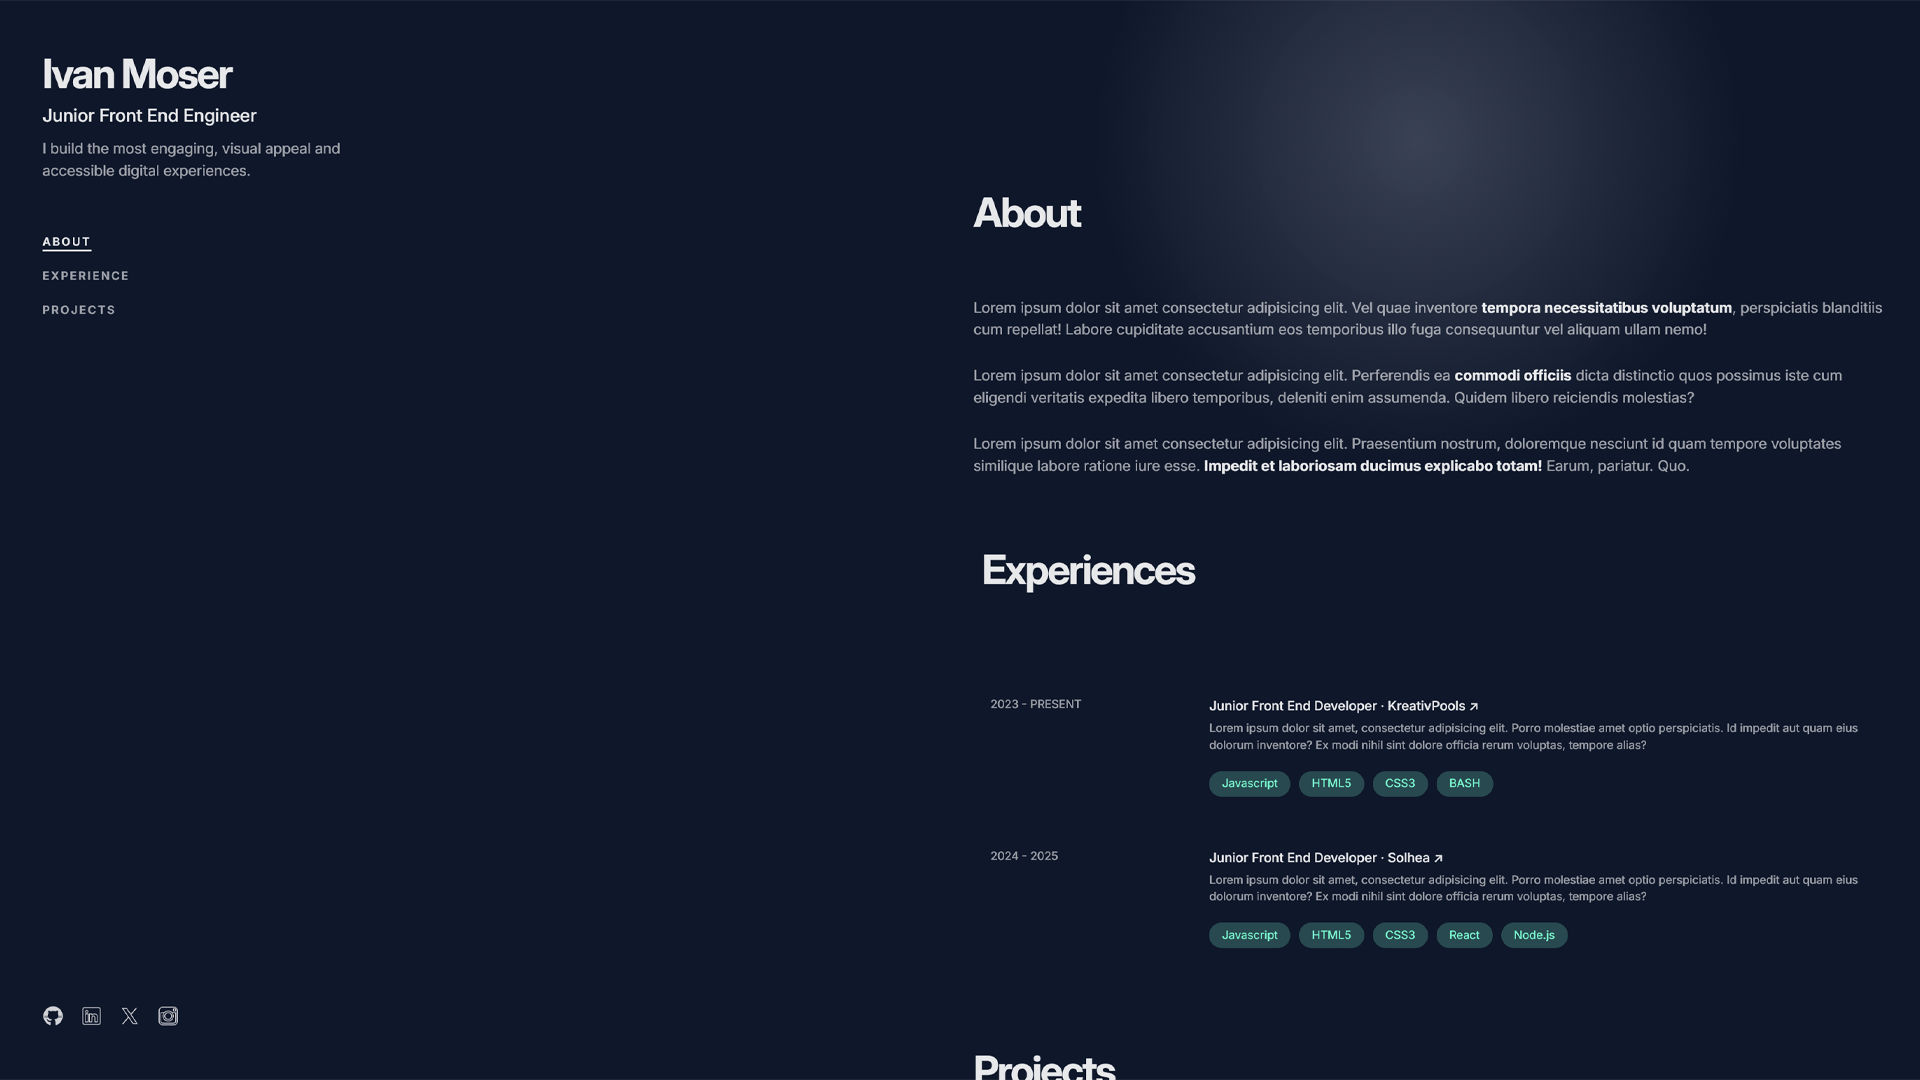 Ivan Moser
Junior Front End Engineer
I build the most engaging, visual appeal and
accessible digital experiences.
ABOUT
EXPERIENCE
PROJECTS
About
Lorem ipsum dolor sit amet consectetur adipisicing elit. Vel quae inventore tempora necessitatibus voluptatum, perspiciatis blanditiis
cum repellat! Labore cupiditate accusantium eos temporibus illo fuga consequuntur vel aliquam ullam nemo!
Lorem ipsum dolor sit amet consectetur adipisicing elit. Perferendis ea commodi officiis dicta distinctio quos possimus iste cum
eligendi veritatis expedita libero temporibus, deleniti enim assumenda. Quidem libero reiciendis molestias?
Lorem ipsum dolor sit amet consectetur adipisicing elit. Praesentium nostrum, doloremque nesciunt id quam tempore voluptates
similique labore ratione iure esse. Impedit et laboriosam ducimus explicabo totam! Earum, pariatur. Quo.
Experiences
2023 - PRESENT
Junior Front End Developer · KreativPools ↗
Lorem ipsum dolor sit amet, consectetur adipisicing elit. Porro molestiae amet optio perspiciatis. Id impedit aut quam eius
dolorum inventore? Ex modi nihil sint dolore officia rerum voluptas, tempore alias?
Javascript HTML5 CSS3 BASH
2024 - 2025
Junior Front End Developer · Solhea ↗
Lorem ipsum dolor sit amet, consectetur adipisicing elit. Porro molestiae amet optio perspiciatis. Id impedit aut quam eius
dolorum inventore? Ex modi nihil sint dolore officia rerum voluptas, tempore alias?
Javascript HTML5 CSS3 React Node.js
Projects